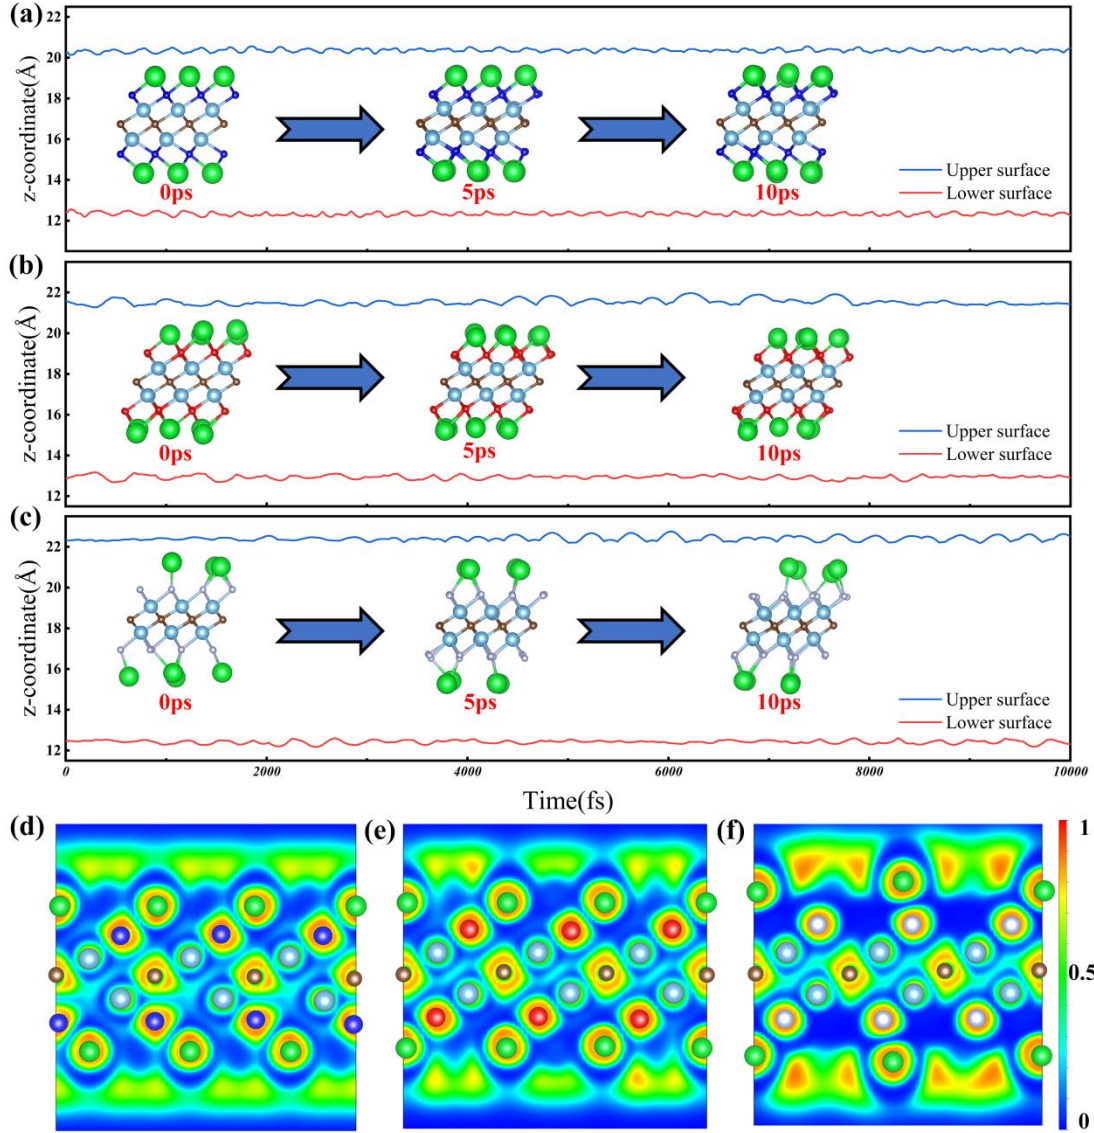 (a)
22
20
18
16
14
12
z-coordinate(Å)
0ps
5ps
10ps
Upper surface
Lower surface
(b)
22
20
18
16
14
12
z-coordinate(Å)
0ps
5ps
10ps
Upper surface
Lower surface
(c)
22
20
18
16
14
12
z-coordinate(Å)
0ps
5ps
10ps
Upper surface
Lower surface
0 2000 4000 6000 8000 10000
Time(fs)
(d) (e) (f)
1
0.5
0